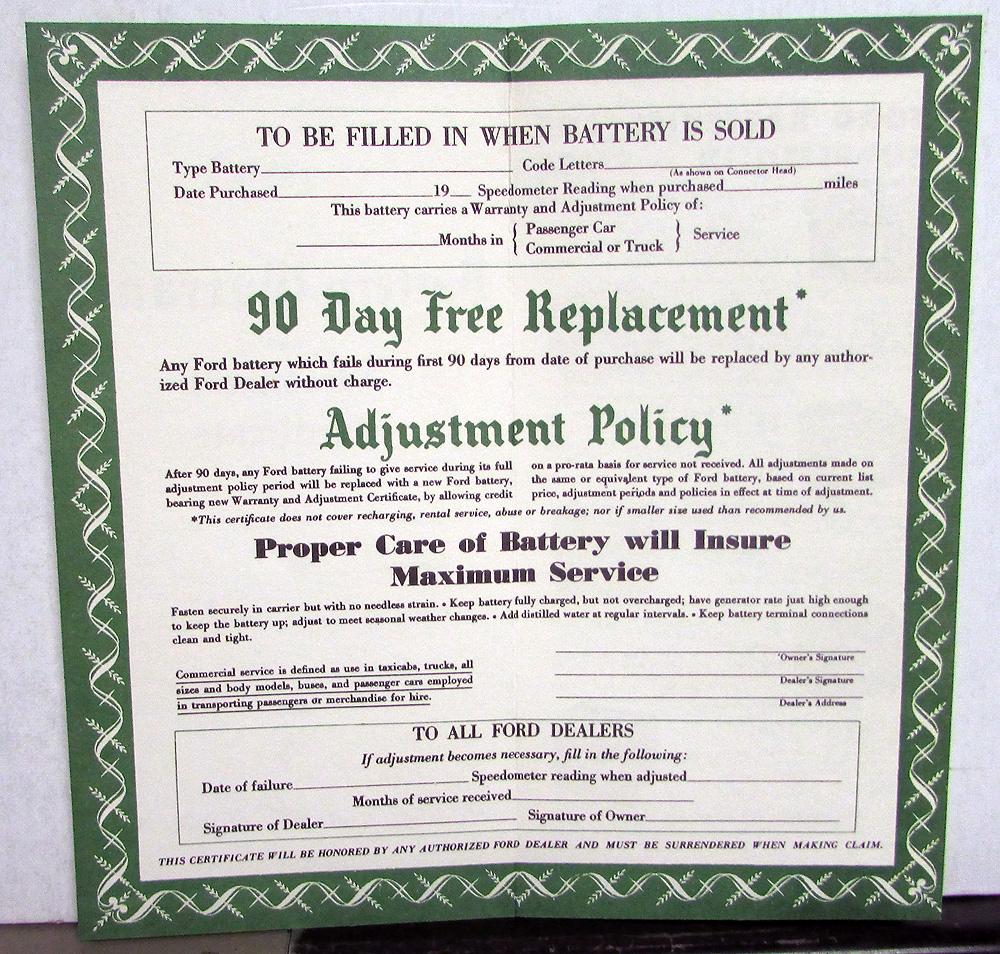 TO BE FILLED IN WHEN BATTERY IS SOLD
Type Battery Code Letters
(As shown on Connector Head)
Date Purchased 19 Speedometer Reading when purchased miles
This battery carries a Warranty and Adjustment Policy of:
Passenger Car
Months in { } Service
Commercial or Truck
90 Day Free Replacement*
Any Ford battery which fails during first 90 days from date of purchase will be replaced by any author-
ized Ford Dealer without charge.
Adjustment Policy*
After 90 days, any Ford battery failing to give service during its full
adjustment policy period will be replaced with a new Ford battery,
bearing new Warranty and Adjustment Certificate, by allowing credit
on a pro-rata basis for service not received. All adjustments made on
the same or equivalent type of Ford battery, based on current list
price, adjustment periods and policies in effect at time of adjustment.
*This certificate does not cover recharging, rental service, abuse or breakage; nor if smaller size used than recommended by us.
Proper Care of Battery will Insure
Maximum Service
Fasten securely in carrier but with no needless strain. • Keep battery fully charged, but not overcharged; have generator rate just high enough
to keep the battery up; adjust to meet seasonal weather changes. • Add distilled water at regular intervals. • Keep battery terminal connections
clean and tight.
Commercial service is defined as use in taxicabs, trucks, all
sizes and body models, buses, and passenger cars employed
in transporting passengers or merchandise for hire.
Owner's Signature
Dealer's Signature
Dealer's Address
TO ALL FORD DEALERS
If adjustment becomes necessary, fill in the following:
Date of failure Speedometer reading when adjusted
Months of service received
Signature of Dealer Signature of Owner
THIS CERTIFICATE WILL BE HONORED BY ANY AUTHORIZED FORD DEALER AND MUST BE SURRENDERED WHEN MAKING CLAIM.